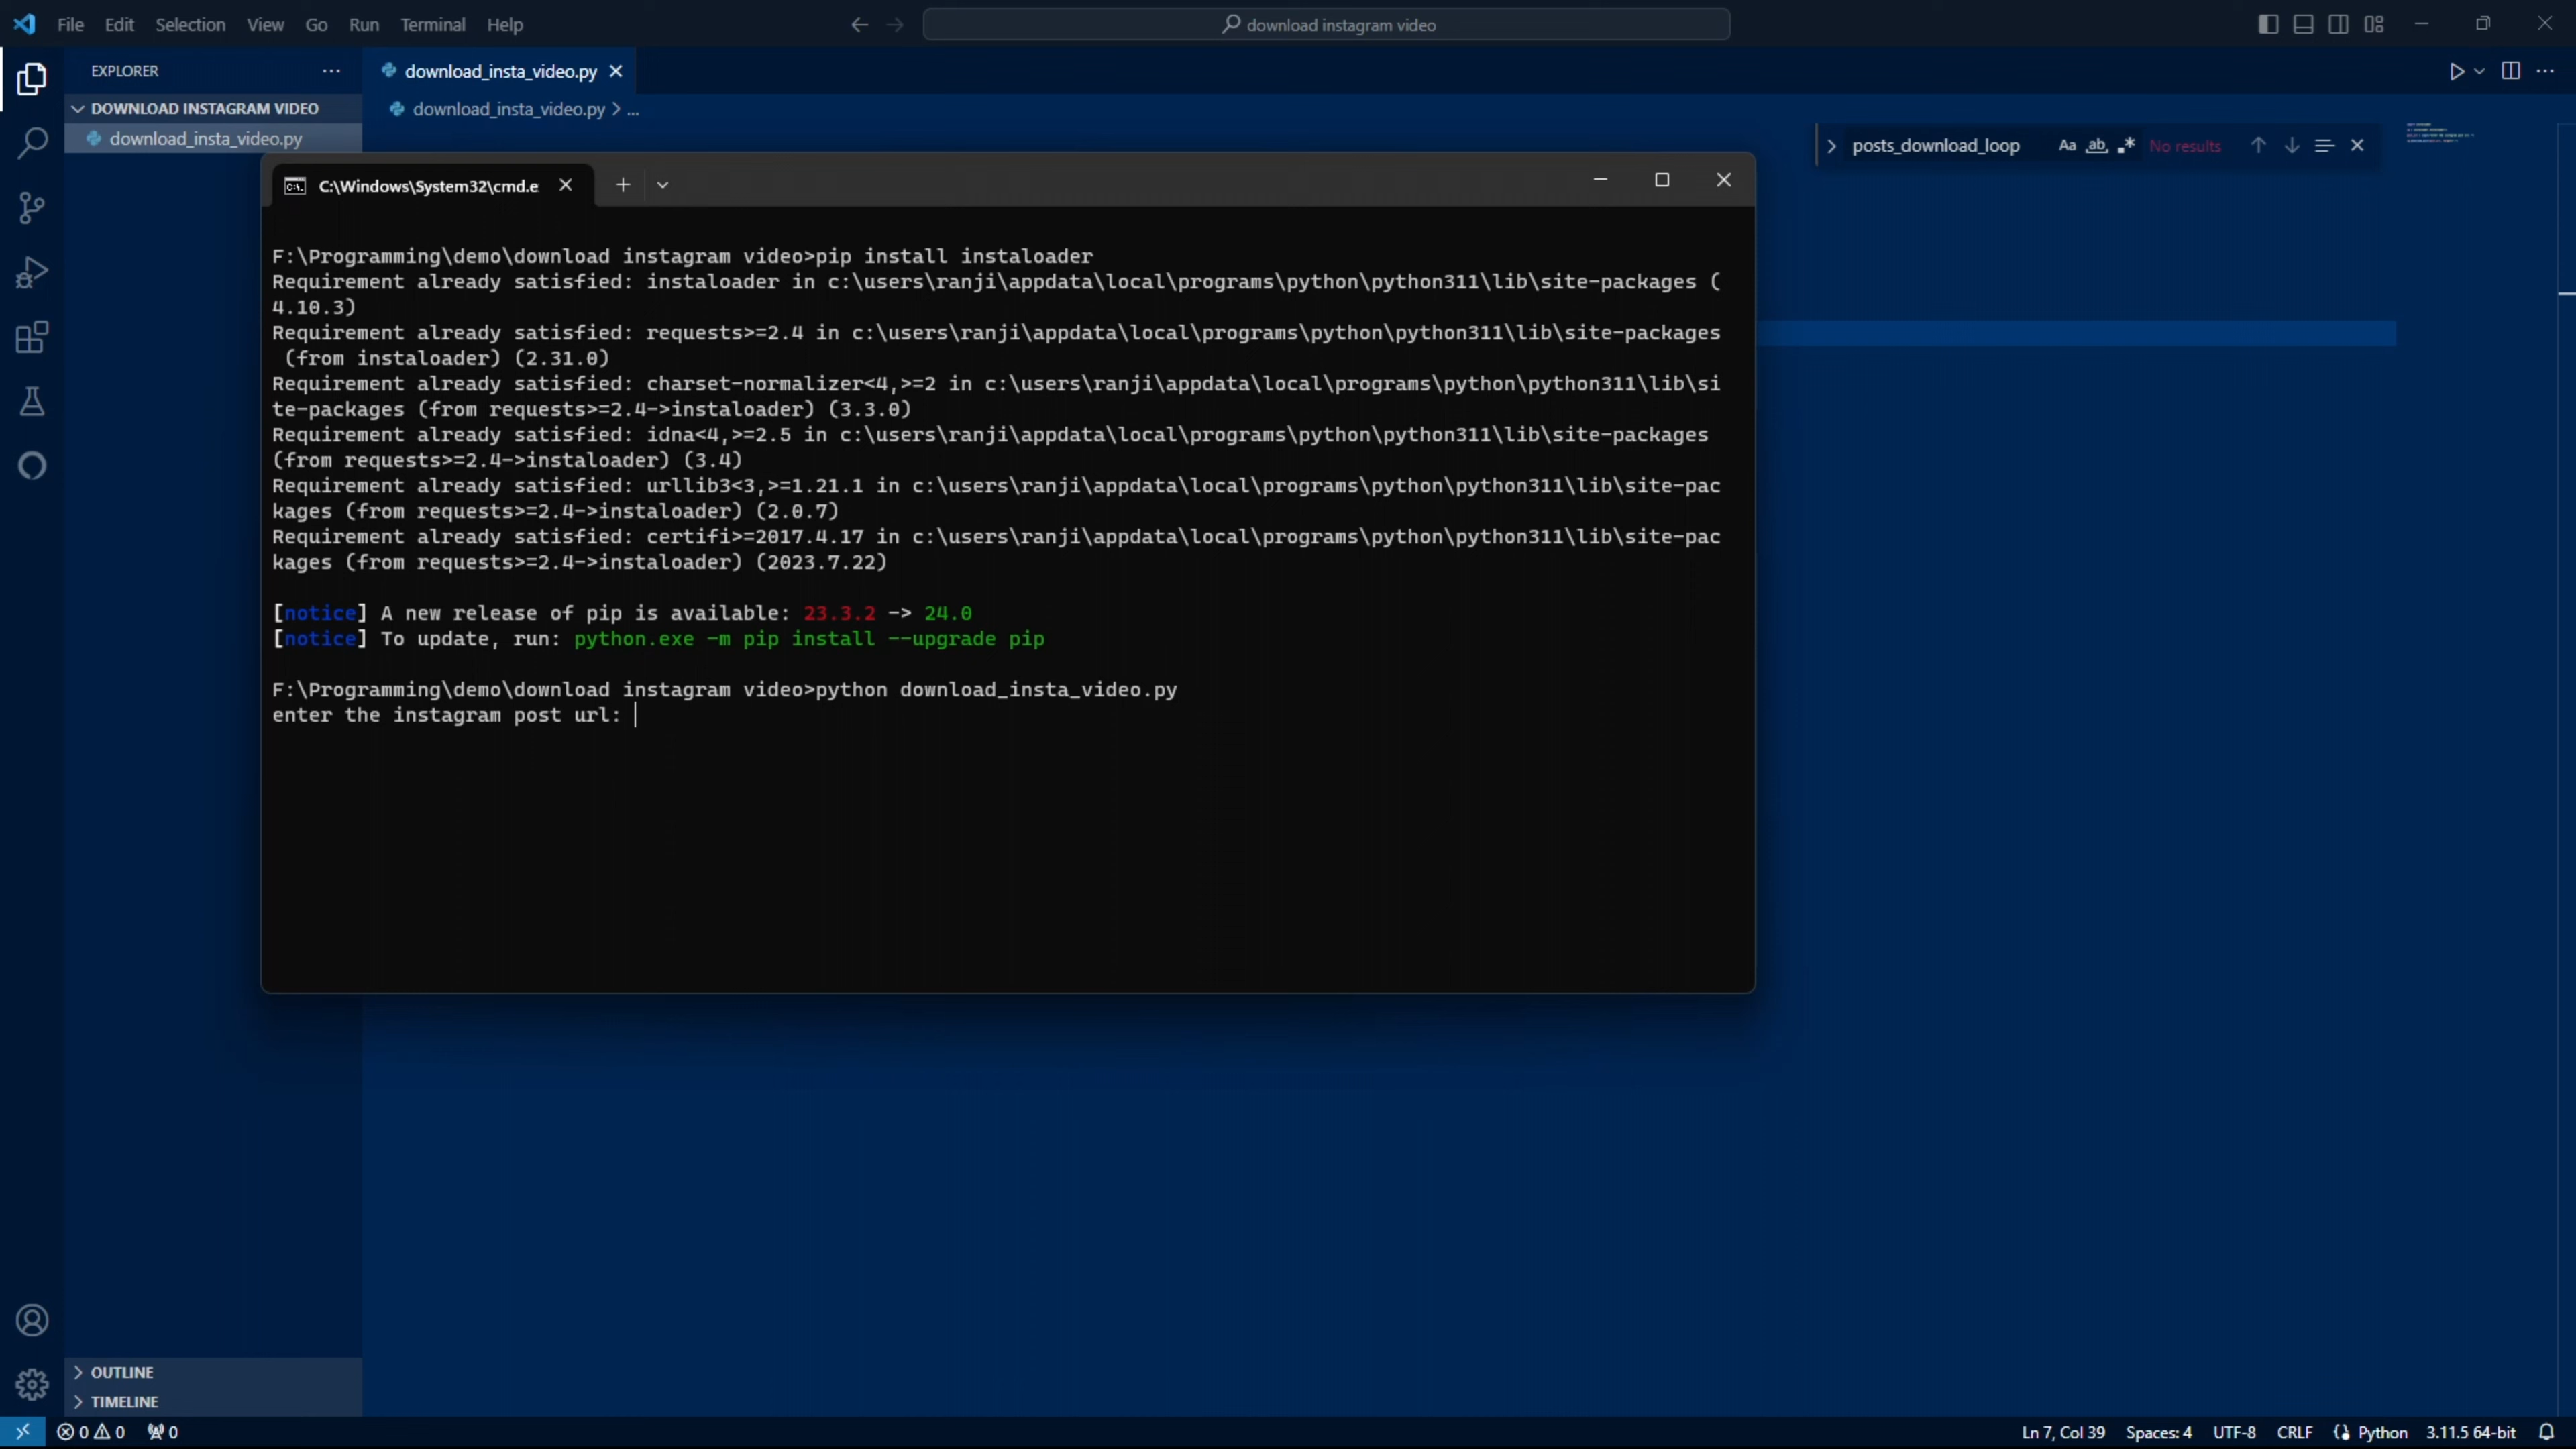 File Edit Selection View Go Run Terminal Help
download instagram video
EXPLORER
download_insta_video.py
DOWNLOAD INSTAGRAM VIDEO
download_insta_video.py > ...
download_insta_video.py
posts_download_loop Aa ab .* No results
C:\Windows\System32\cmd.e
F:\Programming\demo\download instagram video>pip install instaloader
Requirement already satisfied: instaloader in c:\users\ranji\appdata\local\programs\python\python311\lib\site-packages (
4.10.3)
Requirement already satisfied: requests>=2.4 in c:\users\ranji\appdata\local\programs\python\python311\lib\site-packages
(from instaloader) (2.31.0)
Requirement already satisfied: charset-normalizer<4,>=2 in c:\users\ranji\appdata\local\programs\python\python311\lib\si
te-packages (from requests>=2.4->instaloader) (3.3.0)
Requirement already satisfied: idna<4,>=2.5 in c:\users\ranji\appdata\local\programs\python\python311\lib\site-packages
(from requests>=2.4->instaloader) (3.4)
Requirement already satisfied: urllib3<3,>=1.21.1 in c:\users\ranji\appdata\local\programs\python\python311\lib\site-pac
kages (from requests>=2.4->instaloader) (2.0.7)
Requirement already satisfied: certifi>=2017.4.17 in c:\users\ranji\appdata\local\programs\python\python311\lib\site-pac
kages (from requests>=2.4->instaloader) (2023.7.22)
[notice] A new release of pip is available: 23.3.2 -> 24.0
[notice] To update, run: python.exe -m pip install --upgrade pip
F:\Programming\demo\download instagram video>python download_insta_video.py
enter the instagram post url:
OUTLINE
TIMELINE
0 0 0
Ln 7, Col 39 Spaces: 4 UTF-8 CRLF Python 3.11.5 64-bit